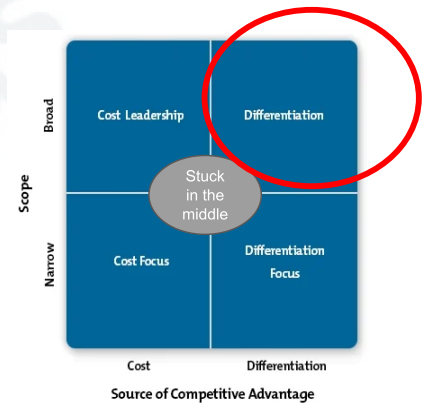 Broad
Cost Leadership
Differentiation
Stuck
in the
middle
Scope
Narrow
Cost Focus
Differentiation
Focus
Cost
Differentiation
Source of Competitive Advantage